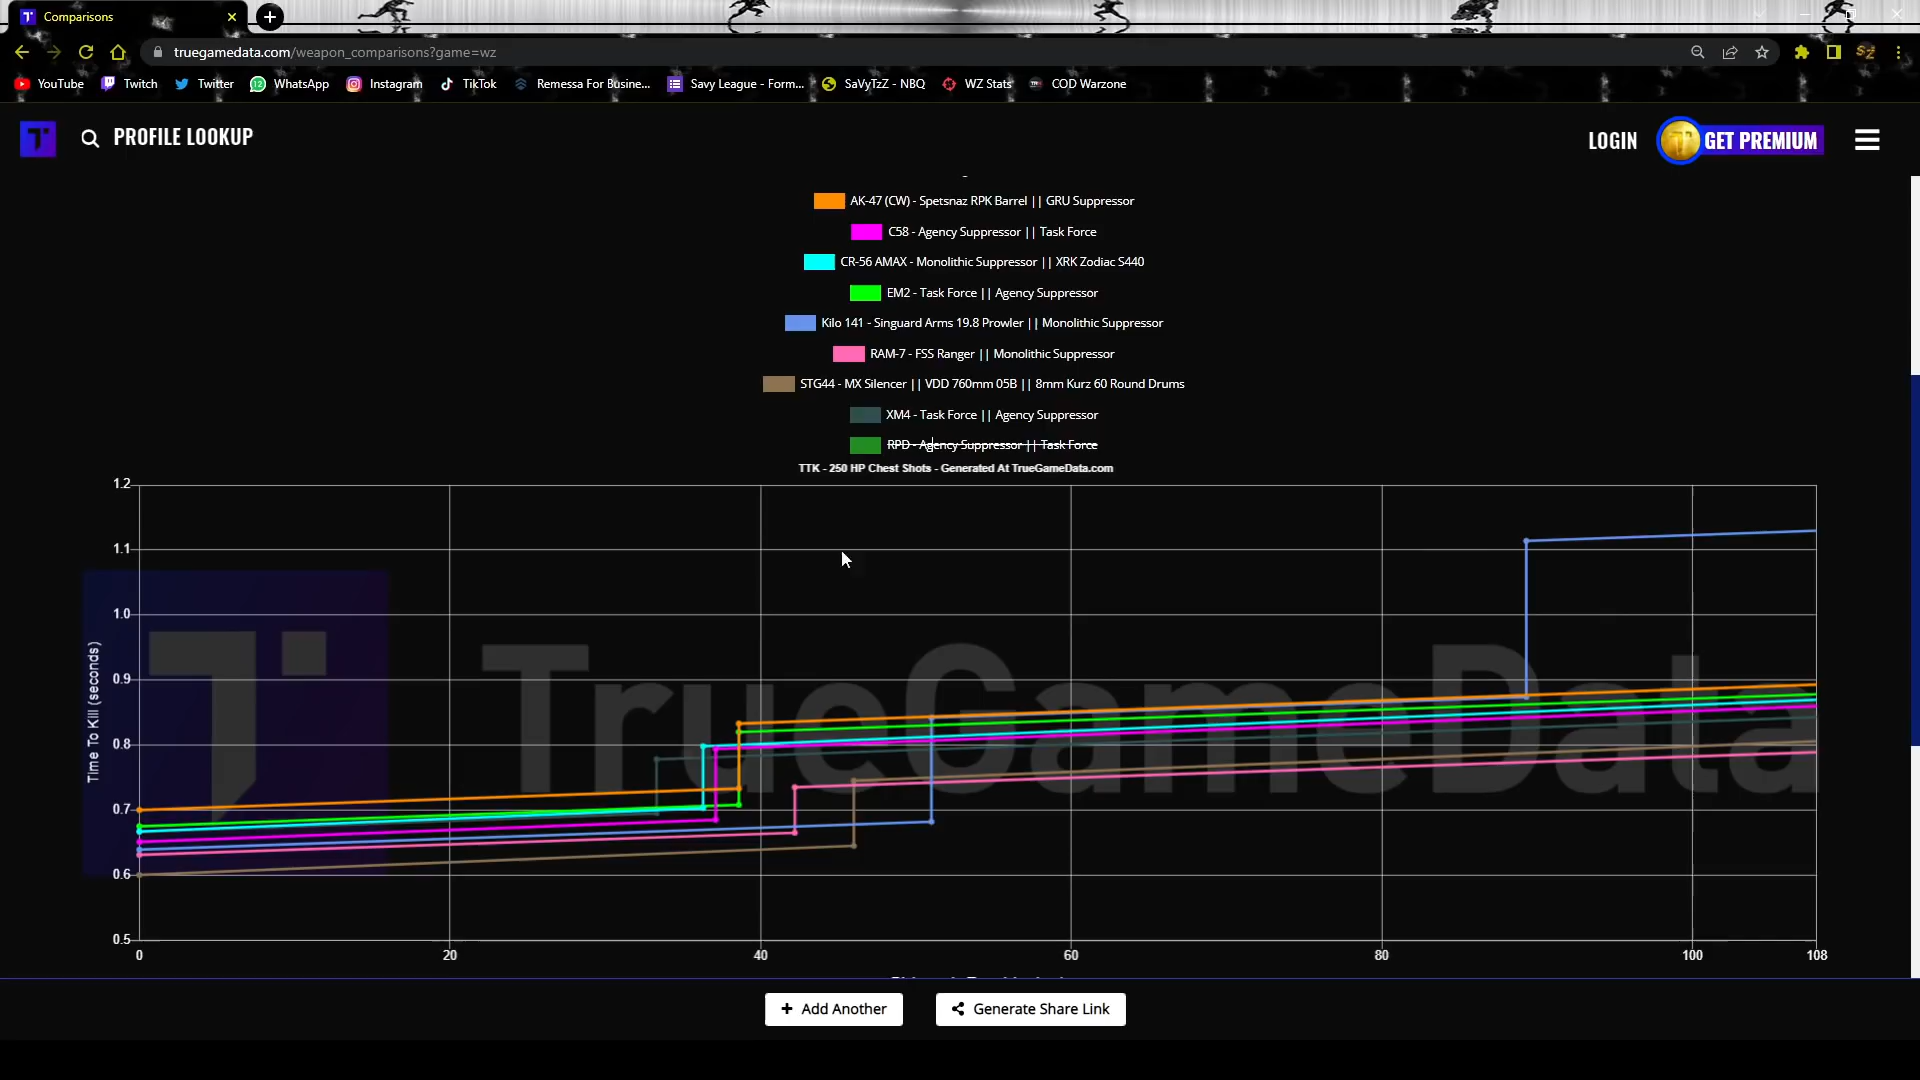 Comparisons
truegamedata.com/weapon_comparisons?game=wz
YouTube
Twitch
Twitter
WhatsApp
Instagram
TikTok
Remessa For Busine...
Savy League - Form...
SaVyTzZ - NBQ
WZ Stats
COD Warzone
PROFILE LOOKUP
LOGIN
GET PREMIUM
AK-47 (CW) - Spetsnaz RPK Barrel || GRU Suppressor
C58 - Agency Suppressor || Task Force
CR-56 AMAX - Monolithic Suppressor || XRK Zodiac S440
EM2 - Task Force || Agency Suppressor
Kilo 141 - Singuard Arms 19.8 Prowler || Monolithic Suppressor
RAM-7 - FSS Ranger || Monolithic Suppressor
STG44 - MX Silencer || VDD 760mm 05B || 8mm Kurz 60 Round Drums
XM4 - Task Force || Agency Suppressor
RPD - Agency Suppressor || Task Force
TTK - 250 HP Chest Shots - Generated At TrueGameData.com
1.2
1.1
1.0
0.9
0.8
0.7
0.6
0.5
Time To Kill (seconds)
TrueGameData
0 20 40 60 80 100 108
+ Add Another
Generate Share Link